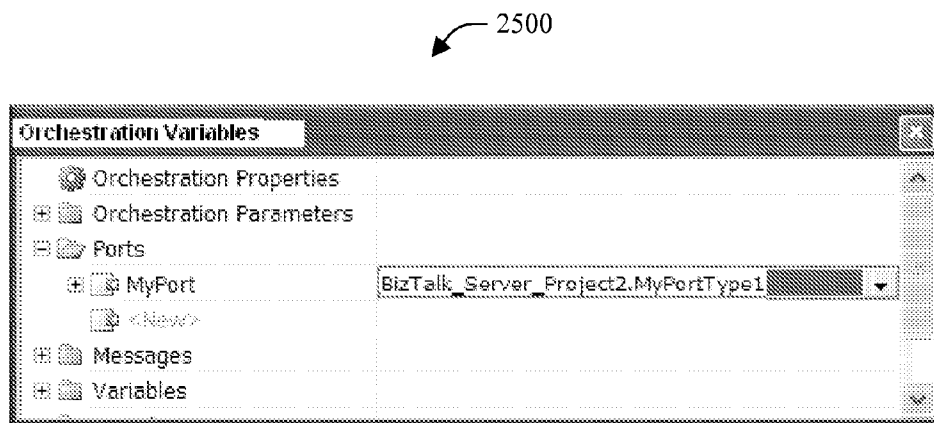 2500
Orchestration Variables
Orchestration Properties
Orchestration Parameters
Ports
MyPort BizTalk_Server_Project2.MyPortType1
<New>
Messages
Variables